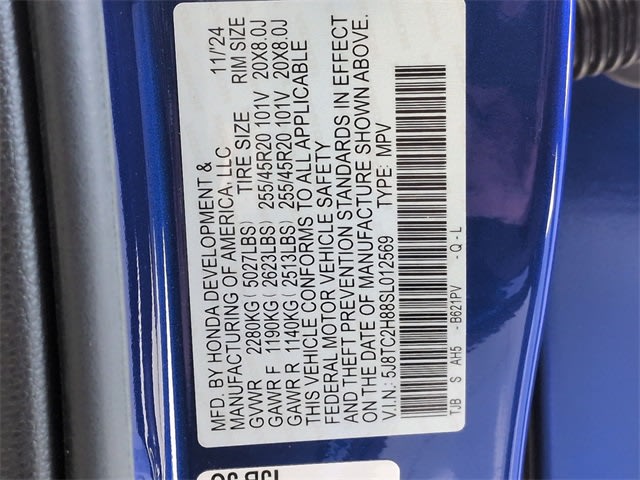 MFD. BY HONDA DEVELOPMENT & 11/24
MANUFACTURING OF AMERICA, LLC
TIRE SIZE RIM SIZE
GVWR 2280KG (5027LBS) 255/45R20 101V 20X8.0J
GAWR F 1190KG (2623LBS) 255/45R20 101V 20X8.0J
GAWR R 1140KG (2513LBS)
THIS VEHICLE CONFORMS TO ALL APPLICABLE
FEDERAL MOTOR VEHICLE SAFETY
AND THEFT PREVENTION STANDARDS IN EFFECT
ON THE DATE OF MANUFACTURE SHOWN ABOVE.
V.I.N.: 5J8TC2H88SL012569 TYPE: MPV
TJB S AH5 - B621PV - Q - L